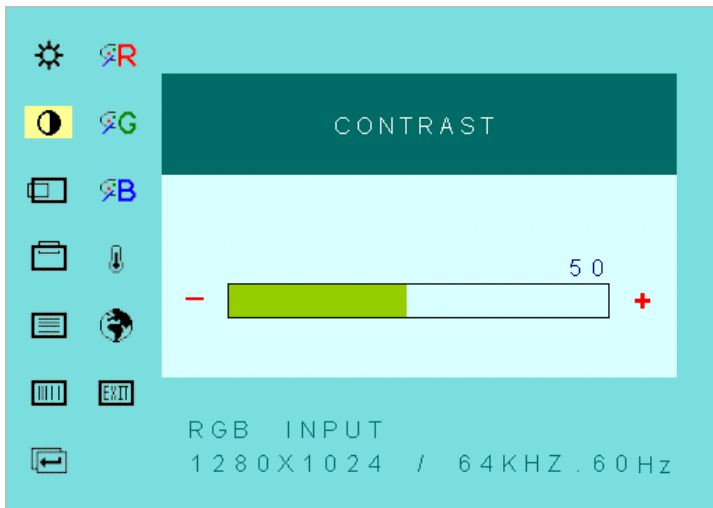 R
G
CONTRAST
B
50
EXIT
RGB INPUT
1280X1024 / 64KHZ.60Hz